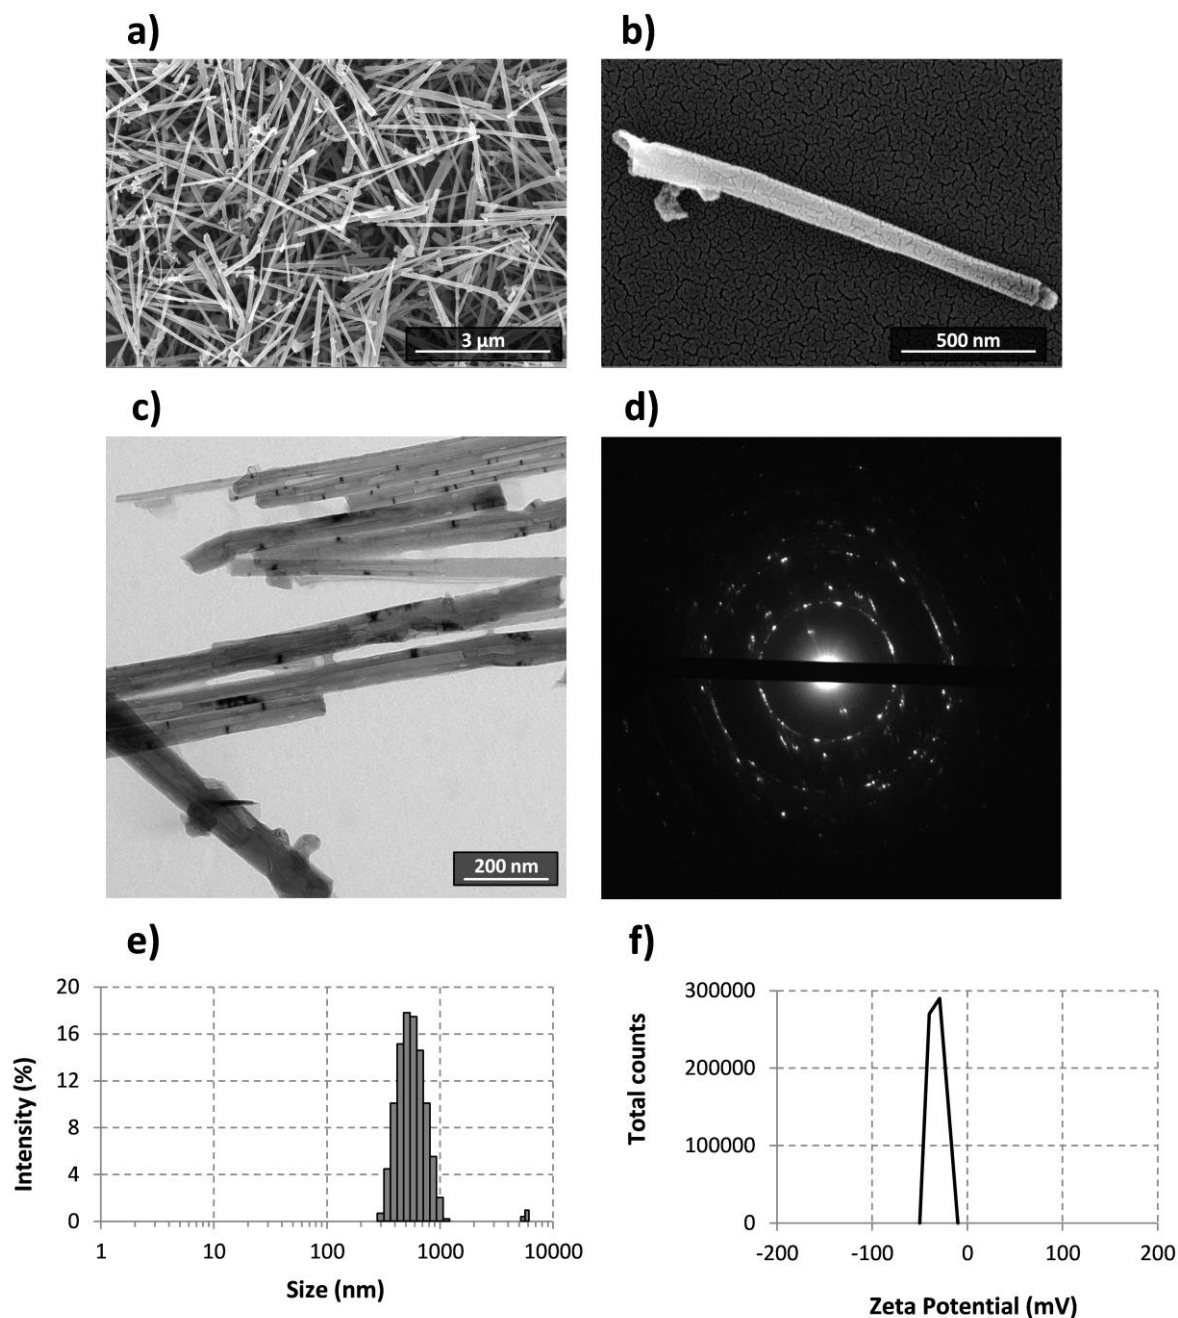 a)
b)
3 µm
500 nm
c)
d)
200 nm
e)
f)
20
16
12
8
4
0
Intensity (%)
1
10
100
1000
10000
Size (nm)
300000
200000
100000
0
Total counts
-200
-100
0
100
200
Zeta Potential (mV)